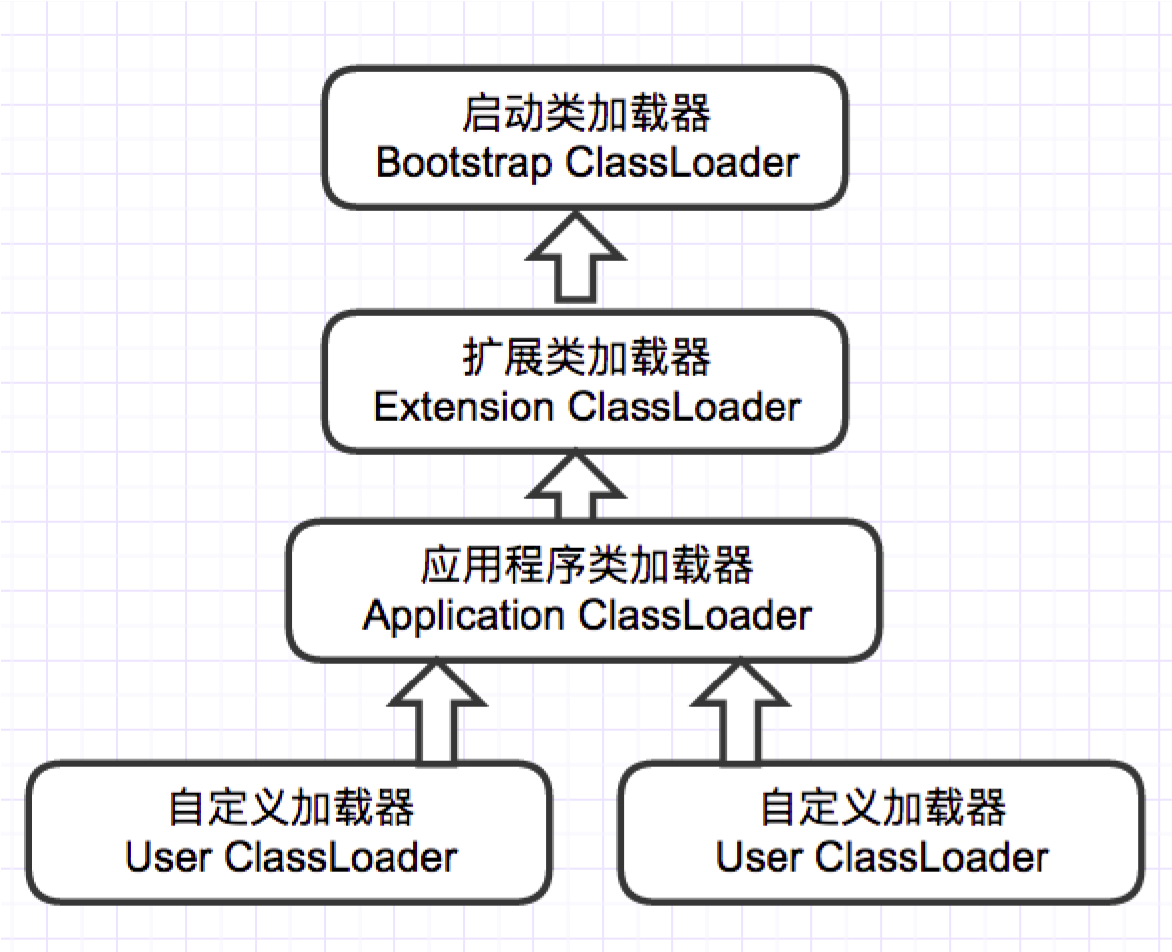 启动类加载器
Bootstrap ClassLoader
扩展类加载器
Extension ClassLoader
应用程序类加载器
Application ClassLoader
自定义加载器
User ClassLoader
自定义加载器
User ClassLoader